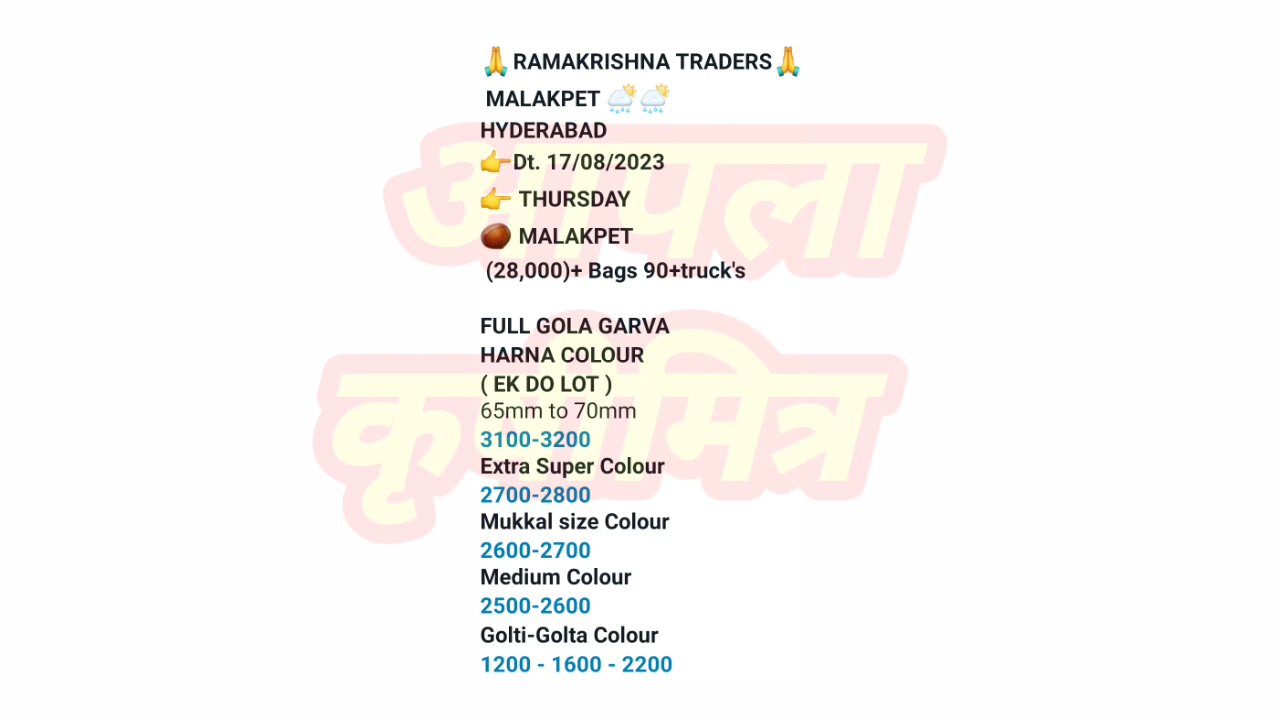 🙏RAMAKRISHNA TRADERS🙏
MALAKPET 🌦️🌦️
HYDERABAD
👉Dt. 17/08/2023
👉 THURSDAY
🌰 MALAKPET
(28,000)+ Bags 90+truck's
FULL GOLA GARVA
HARNA COLOUR
( EK DO LOT )
65mm to 70mm
3100-3200
Extra Super Colour
2700-2800
Mukkal size Colour
2600-2700
Medium Colour
2500-2600
Golti-Golta Colour
1200 - 1600 - 2200
आपला
कृषीमित्र